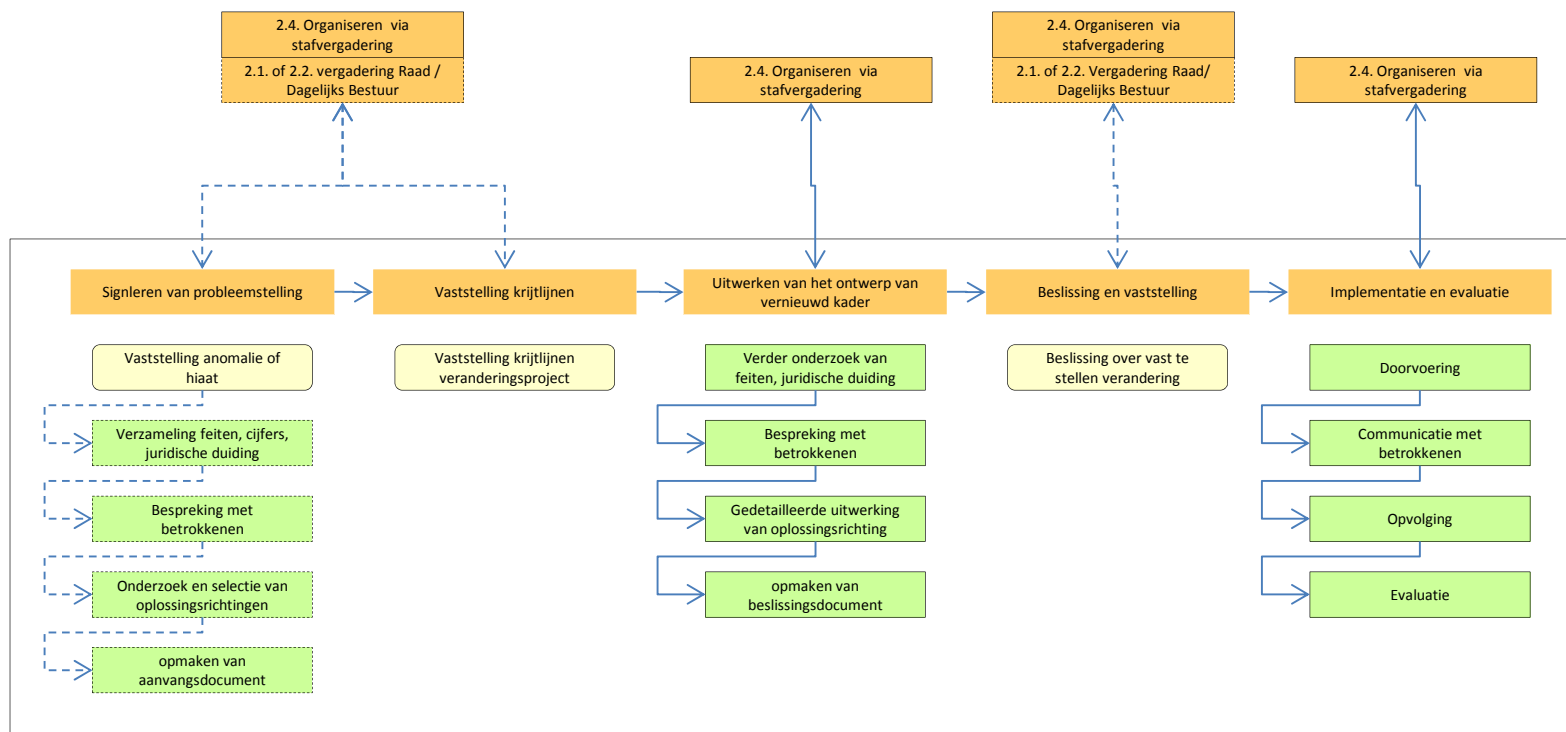 2.4. Organiseren via
stafvergadering
2.1. of 2.2. vergadering Raad /
Dagelijks Bestuur
2.4. Organiseren via
stafvergadering
2.4. Organiseren via
stafvergadering
2.1. of 2.2. Vergadering Raad/
Dagelijks Bestuur
2.4. Organiseren via
stafvergadering
Signleren van probleemstelling
Vaststelling krijtlijnen
Uitwerken van het ontwerp van
vernieuwd kader
Beslissing en vaststelling
Implementatie en evaluatie
Vaststelling anomalie of
hiaat
Verzameling feiten, cijfers,
juridische duiding
Bespreking met
betrokkenen
Onderzoek en selectie van
oplossingsrichtingen
opmaken van
aanvangsdocument
Vaststelling krijtlijnen
veranderingsproject
Verder onderzoek van
feiten, juridische duiding
Bespreking met
betrokkenen
Gedetailleerde uitwerking
van oplossingsrichting
opmaken van
beslissingsdocument
Beslissing over vast te
stellen verandering
Doorvoering
Communicatie met
betrokkenen
Opvolging
Evaluatie